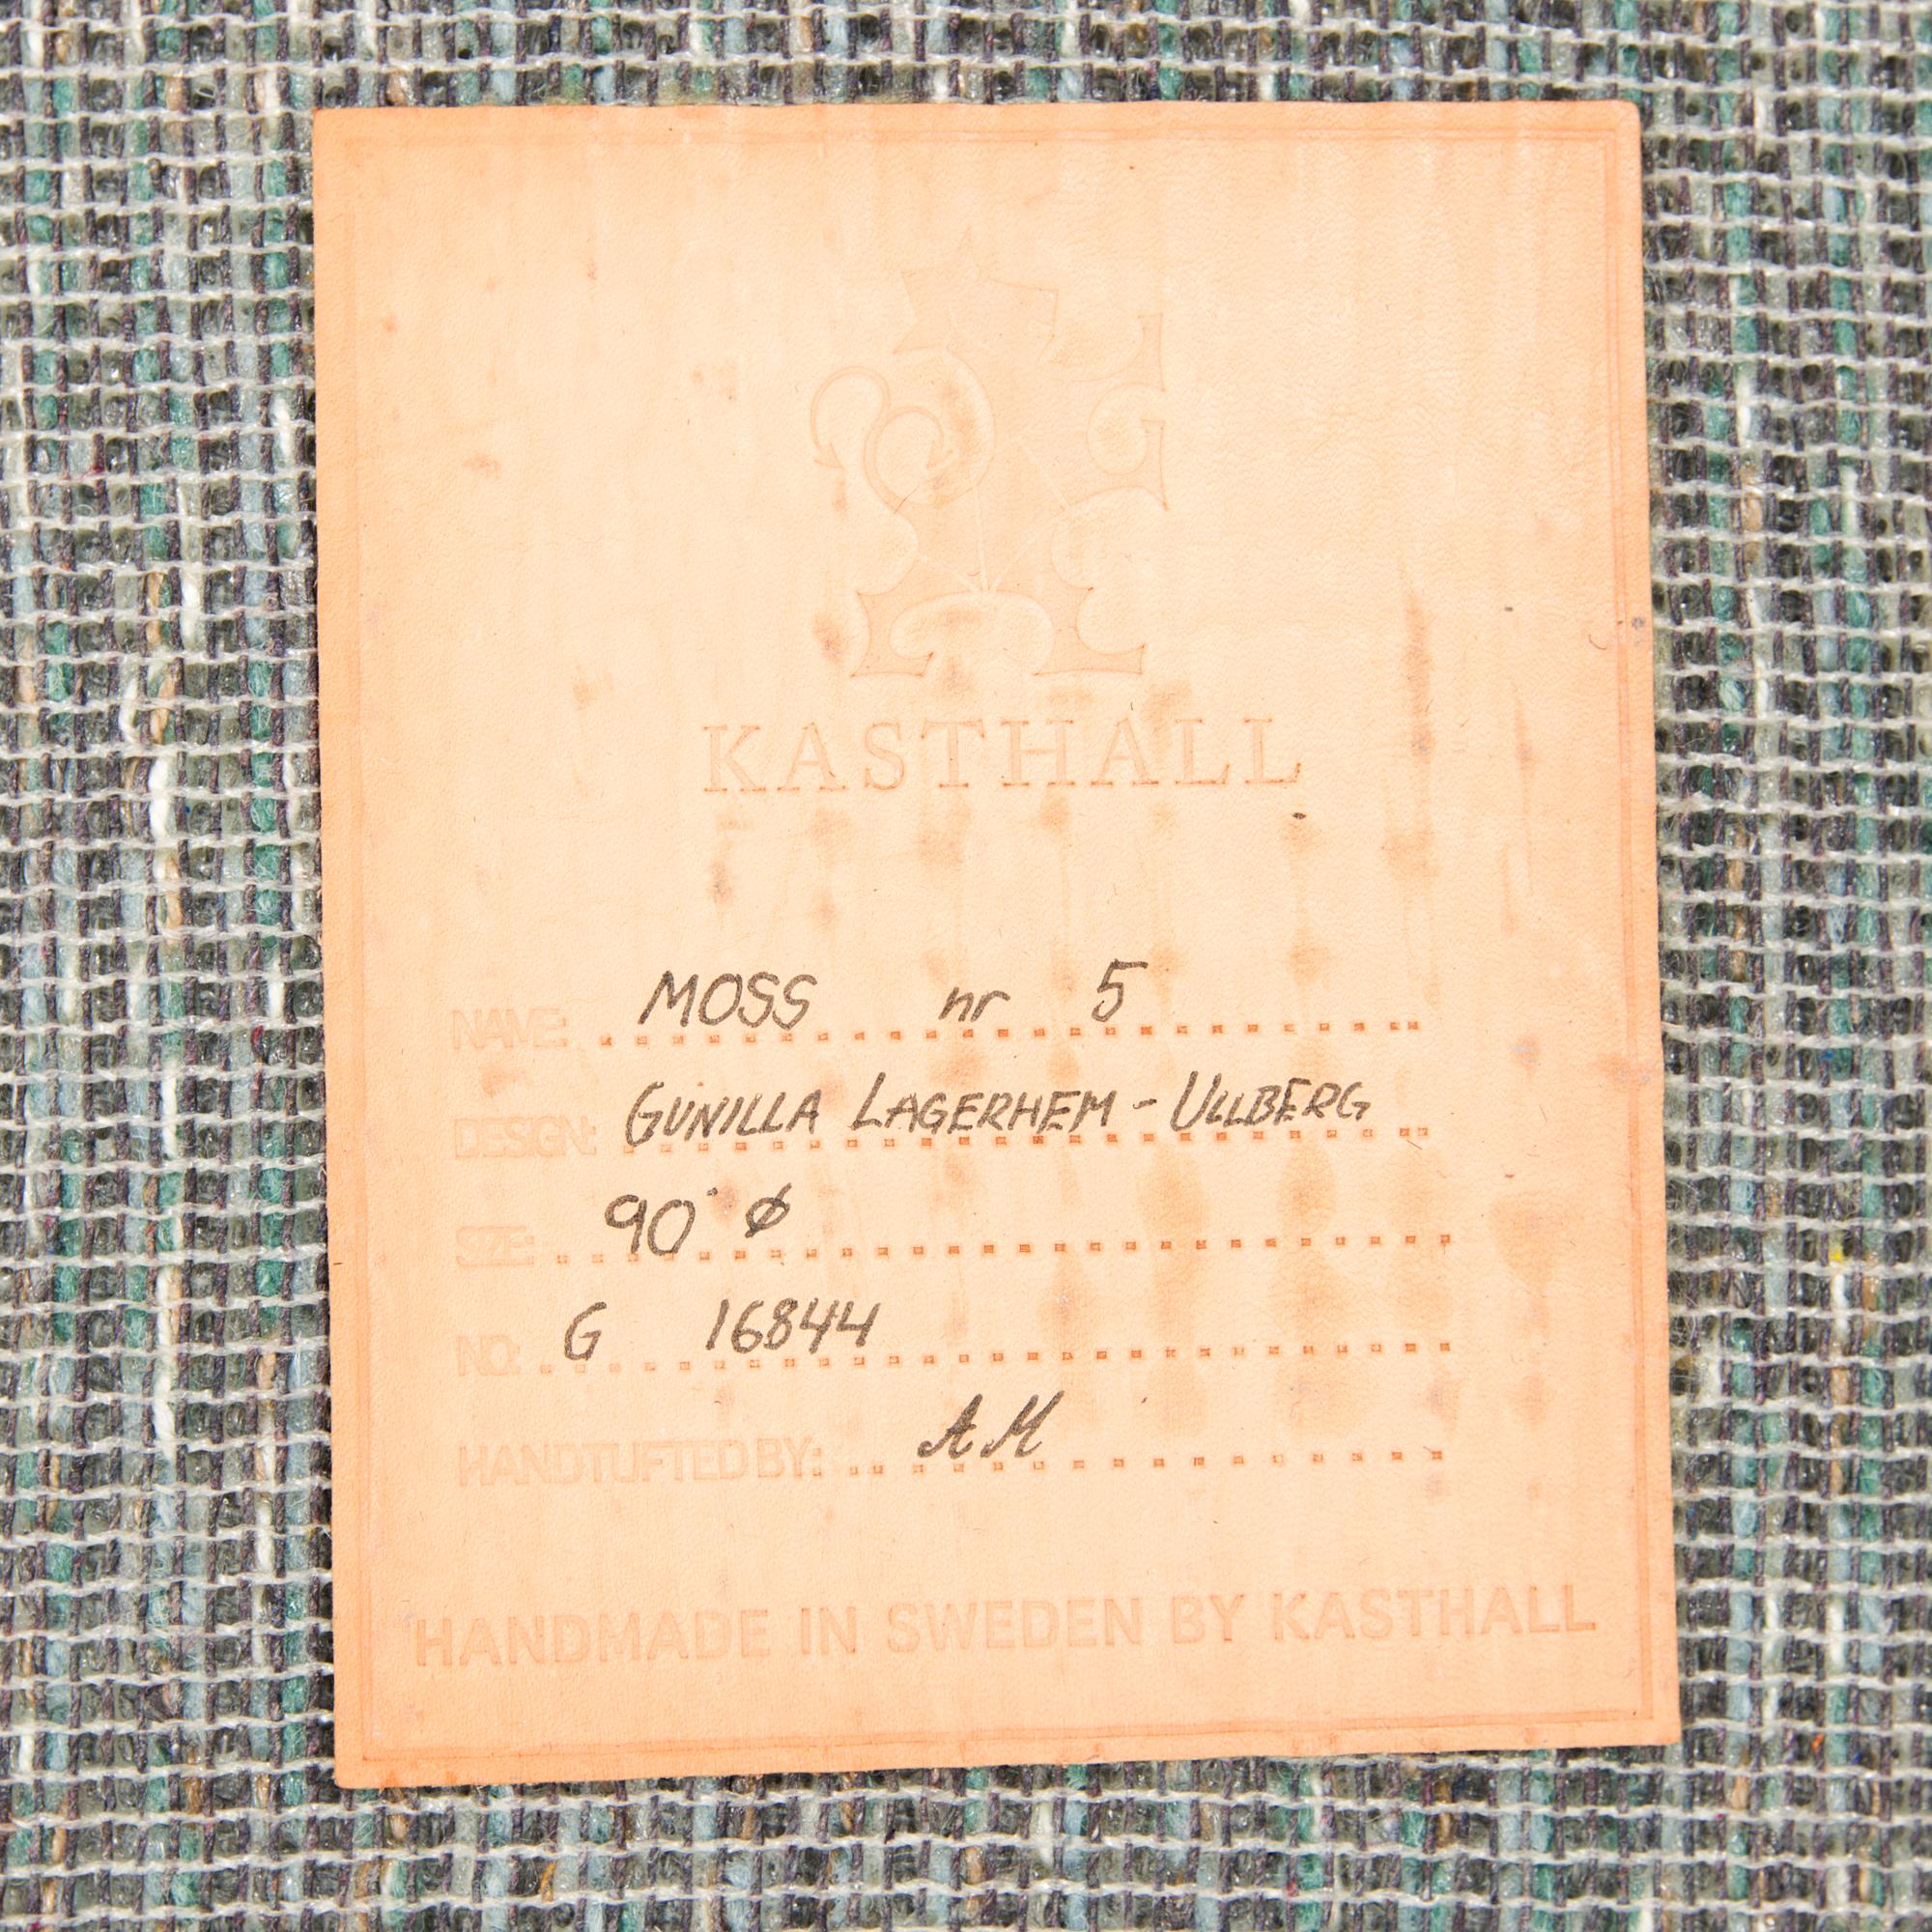 KASTHALL
NAME: MOSS nr 5
DESIGN: GUNILLA LAGERHEM - ULLBERG
SIZE: 90 Ø
NO: G 16844
HANDTUFTED BY: AM
HANDMADE IN SWEDEN BY KASTHALL